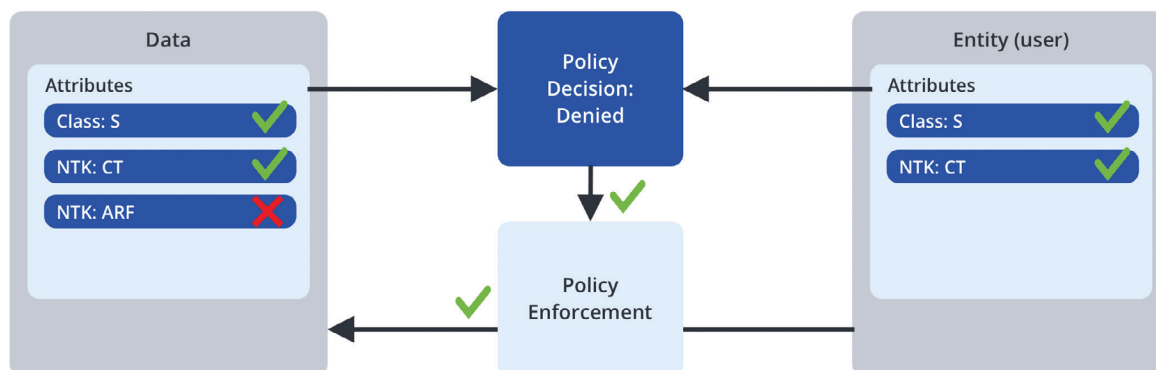 Data
Attributes
Class: S
NTK: CT
NTK: ARF
Policy
Decision:
Denied
Policy
Enforcement
Entity (user)
Attributes
Class: S
NTK: CT